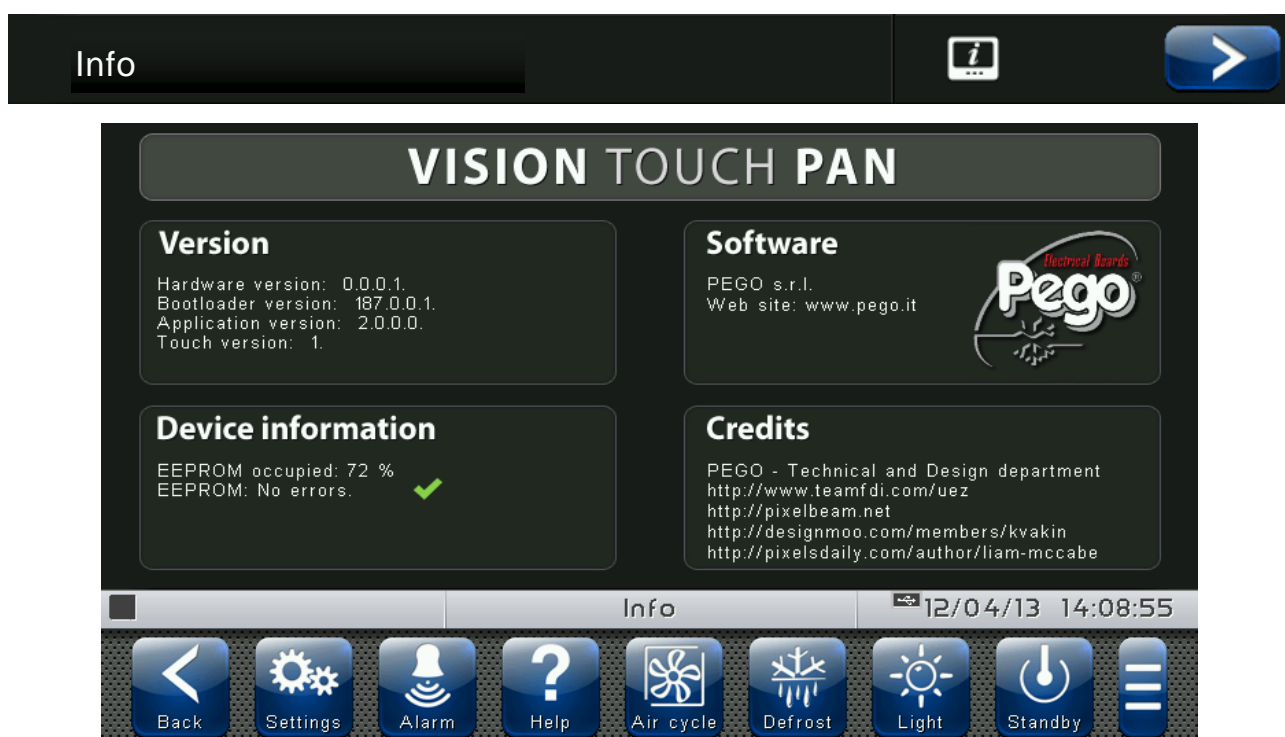 Info
VISION TOUCH PAN
Version
Hardware version: 0.0.0.1.
Bootloader version: 187.0.0.1.
Application version: 2.0.0.0.
Touch version: 1.
Software
PEGO s.r.l.
Web site: www.pego.it
Electrical Boards
Pego®
Device information
EEPROM occupied: 72 %
EEPROM: No errors.
Credits
PEGO - Technical and Design department
http://www.teamfdi.com/uez
http://pixelbeam.net
http://designmoo.com/members/kvakin
http://pixelsdaily.com/author/liam-mccabe
Info
12/04/13 14:08:55
Back
Settings
Alarm
Help
Air cycle
Defrost
Light
Standby